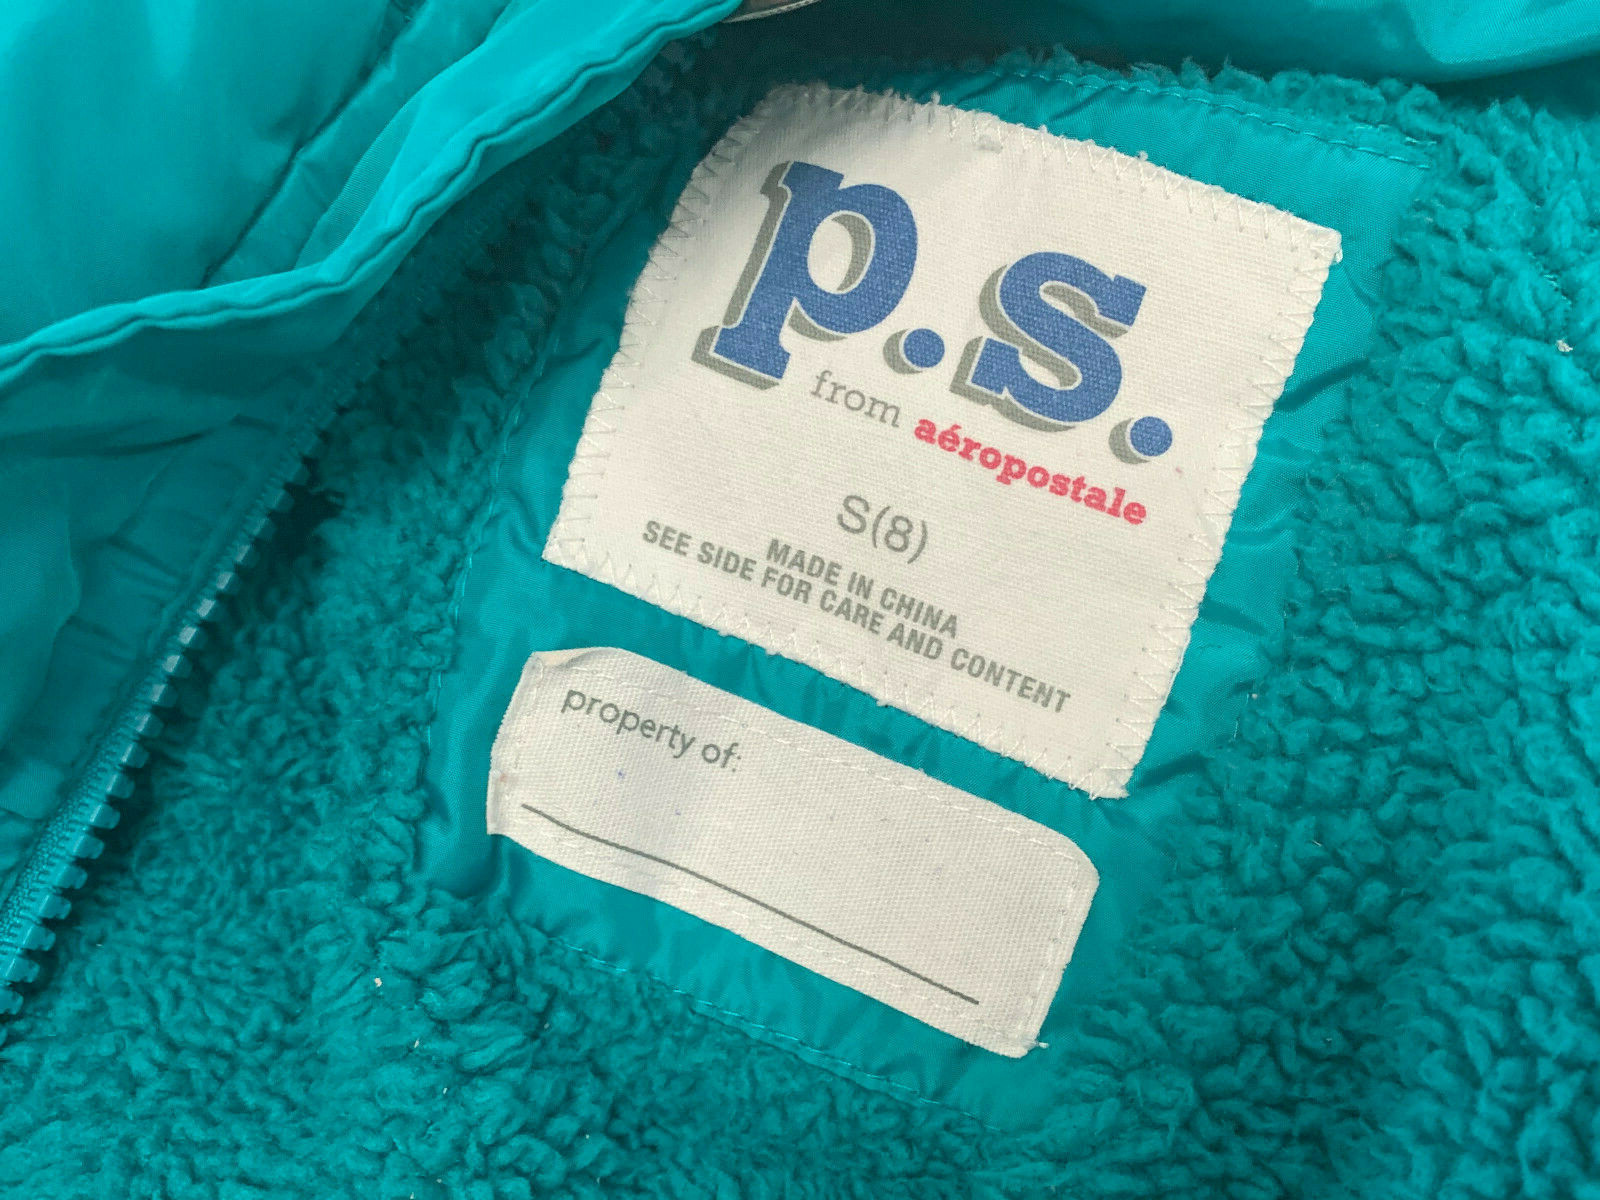 p.s.
from aéropostale
S(8)
MADE IN CHINA
SEE SIDE FOR CARE AND CONTENT
property of: